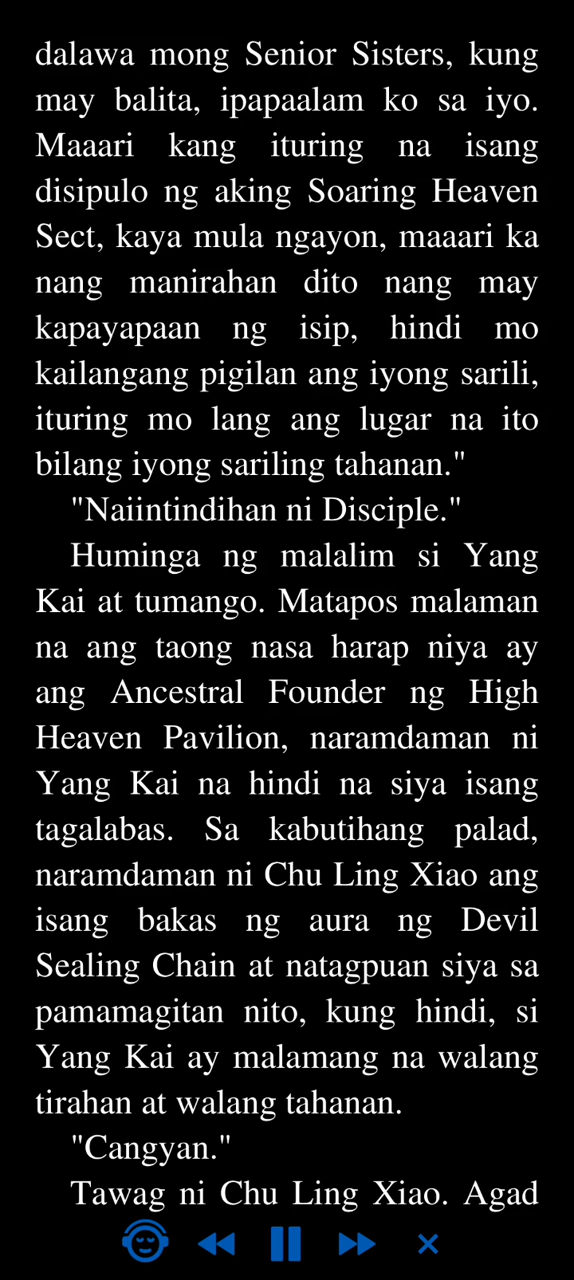 dalawa mong Senior Sisters, kung
may balita, ipapaalam ko sa iyo.
Maaari kang ituring na isang
disipulo ng aking Soaring Heaven
Sect, kaya mula ngayon, maaari ka
nang manirahan dito nang may
kapayapaan ng isip, hindi mo
kailangang pigilan ang iyong sarili,
ituring mo lang ang lugar na ito
bilang iyong sariling tahanan."
"Naiintindihan ni Disciple."
Huminga ng malalim si Yang
Kai at tumango. Matapos malaman
na ang taong nasa harap niya ay
ang Ancestral Founder ng High
Heaven Pavilion, naramdaman ni
Yang Kai na hindi na siya isang
tagalabas. Sa kabutihang palad,
naramdaman ni Chu Ling Xiao ang
isang bakas ng aura ng Devil
Sealing Chain at natagpuan siya sa
pamamagitan nito, kung hindi, si
Yang Kai ay malamang na walang
tirahan at walang tahanan.
"Cangyan."
Tawag ni Chu Ling Xiao. Agad